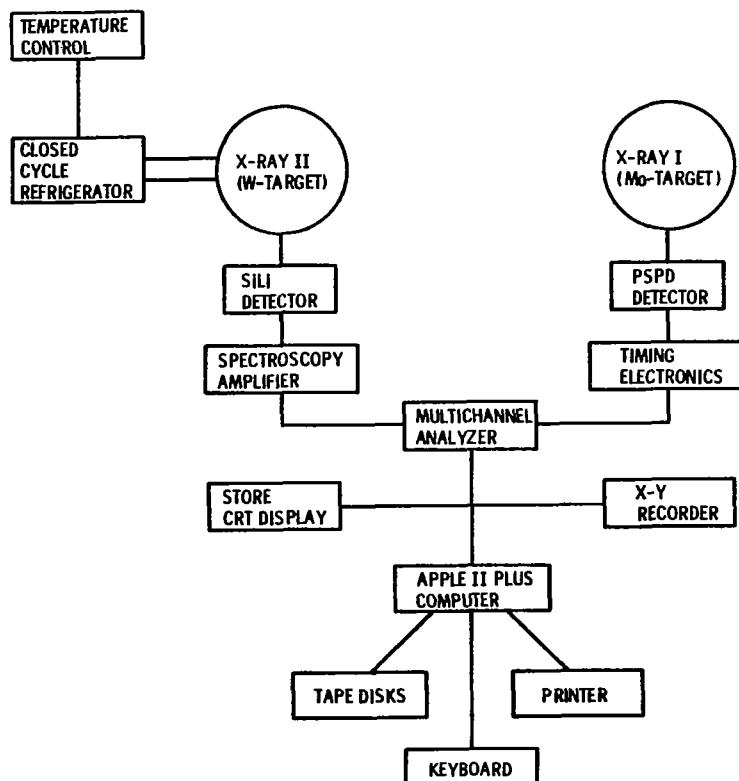 TEMPERATURE
CONTROL
CLOSED
CYCLE
REFRIGERATOR
X-RAY II
(W-TARGET)
X-RAY I
(Mo-TARGET)
SiLI
DETECTOR
PSPD
DETECTOR
SPECTROSCOPY
AMPLIFIER
TIMING
ELECTRONICS
MULTICHANNEL
ANALYZER
STORE
CRT DISPLAY
X-Y
RECORDER
APPLE II PLUS
COMPUTER
TAPE DISKS
PRINTER
KEYBOARD